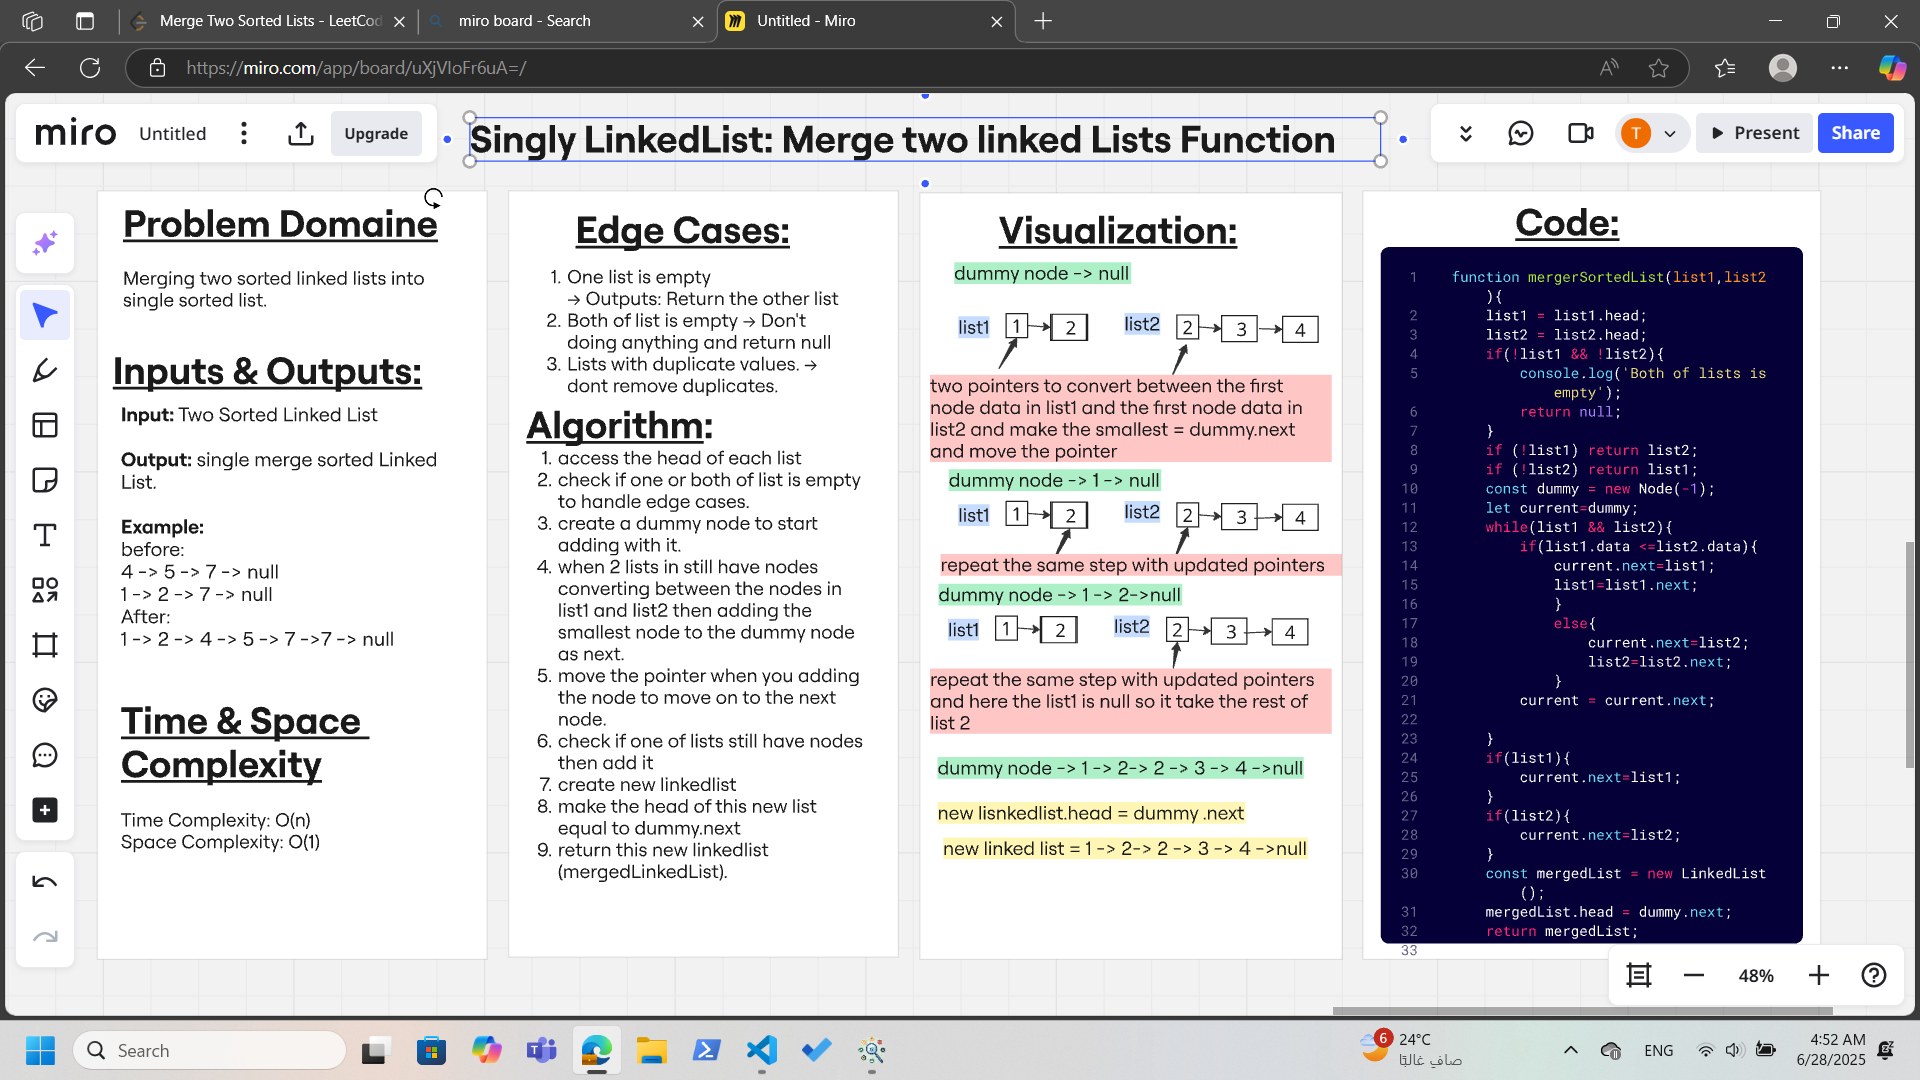 Merge Two Sorted Lists - LeetCod
miro board - Search
Untitled - Miro
https://miro.com/app/board/uXjVIoFr6uA=/
miro
Untitled
Upgrade
Singly LinkedList: Merge two linked Lists Function
T
Present
Share
Problem Domaine
Merging two sorted linked lists into
single sorted list.
Inputs & Outputs:
Input: Two Sorted Linked List
Output: single merge sorted Linked
List.
Example:
before:
4 -> 5 -> 7 -> null
1 -> 2 -> 7 -> null
After:
1 -> 2 -> 4 -> 5 -> 7 ->7 -> null
Time & Space
Complexity
Time Complexity: O(n)
Space Complexity: O(1)
Edge Cases:
1. One list is empty
→ Outputs: Return the other list
2. Both of list is empty → Don't
doing anything and return null
3. Lists with duplicate values. →
dont remove duplicates.
Algorithm:
1. access the head of each list
2. check if one or both of list is empty
to handle edge cases.
3. create a dummy node to start
adding with it.
4. when 2 lists in still have nodes
converting between the nodes in
list1 and list2 then adding the
smallest node to the dummy node
as next.
5. move the pointer when you adding
the node to move on to the next
node.
6. check if one of lists still have nodes
then add it
7. create new linkedlist
8. make the head of this new list
equal to dummy.next
9. return this new linkedlist
(mergedLinkedList).
Visualization:
dummy node -> null
list1 1 2 list2 2 3 4
two pointers to convert between the first
node data in list1 and the first node data in
list2 and make the smallest = dummy.next
and move the pointer
dummy node -> 1 -> null
list1 1 2 list2 2 3 4
repeat the same step with updated pointers
dummy node -> 1 -> 2->null
list1 1 2 list2 2 3 4
repeat the same step with updated pointers
and here the list1 is null so it take the rest of
list 2
dummy node -> 1 -> 2-> 2 -> 3 -> 4 ->null
new lisnkedlist.head = dummy .next
new linked list = 1 -> 2-> 2 -> 3 -> 4 ->null
Code:
1 function mergerSortedList(list1,list2
){
2 list1 = list1.head;
3 list2 = list2.head;
4 if(!list1 && !list2){
5 console.log('Both of lists is
empty');
6 return null;
7 }
8 if (!list1) return list2;
9 if (!list2) return list1;
10 const dummy = new Node(-1);
11 let current=dummy;
12 while(list1 && list2){
13 if(list1.data <=list2.data){
14 current.next=list1;
15 list1=list1.next;
16 }
17 else{
18 current.next=list2;
19 list2=list2.next;
20 }
21 current = current.next;
22
23 }
24 if(list1){
25 current.next=list1;
26 }
27 if(list2){
28 current.next=list2;
29 }
30 const mergedList = new LinkedList
();
31 mergedList.head = dummy.next;
32 return mergedList;
33
48%
Search
6
24°C
صافٍ غالبًا
ENG
4:52 AM
6/28/2025